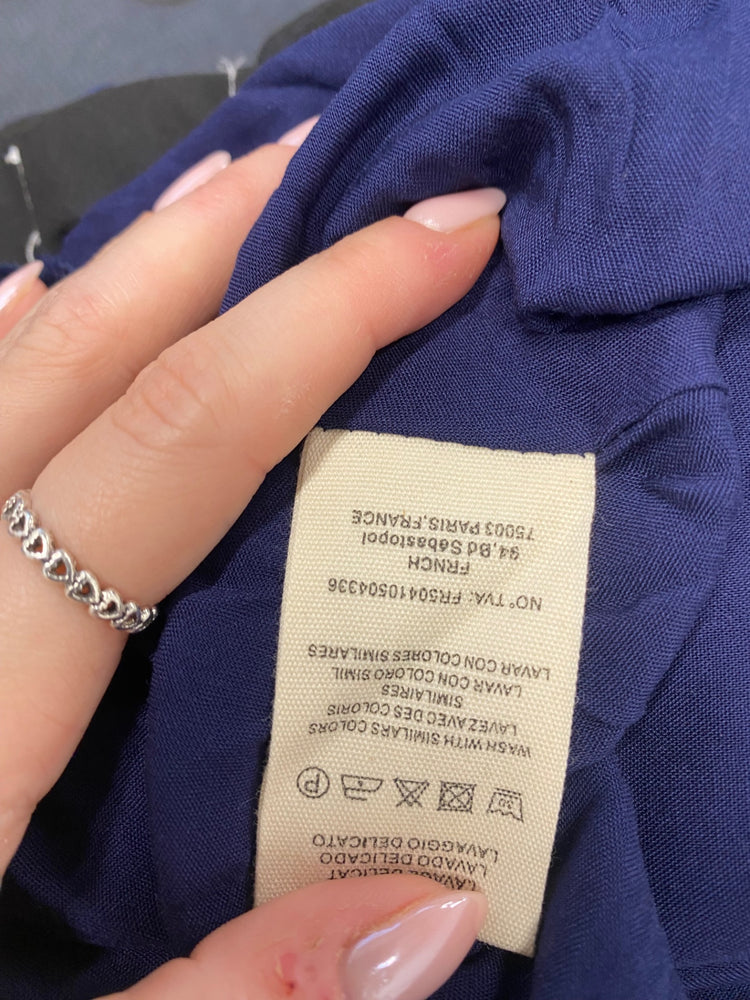 LAVAGE DELICAT
LAVADO DELICADO
LAVAGGIO DELICATO
30 P
WASH WITH SIMILARS COLORS
LAVEZ AVEC DES COLORIS
SIMILAIRES
LAVAR CON COLORO SIMIL
LAVAR CON COLORES SIMILARES
NO°TVA: FR50410504336
FRNCH
94,Bd Sébastopol
75003 PARIS,FRANCE